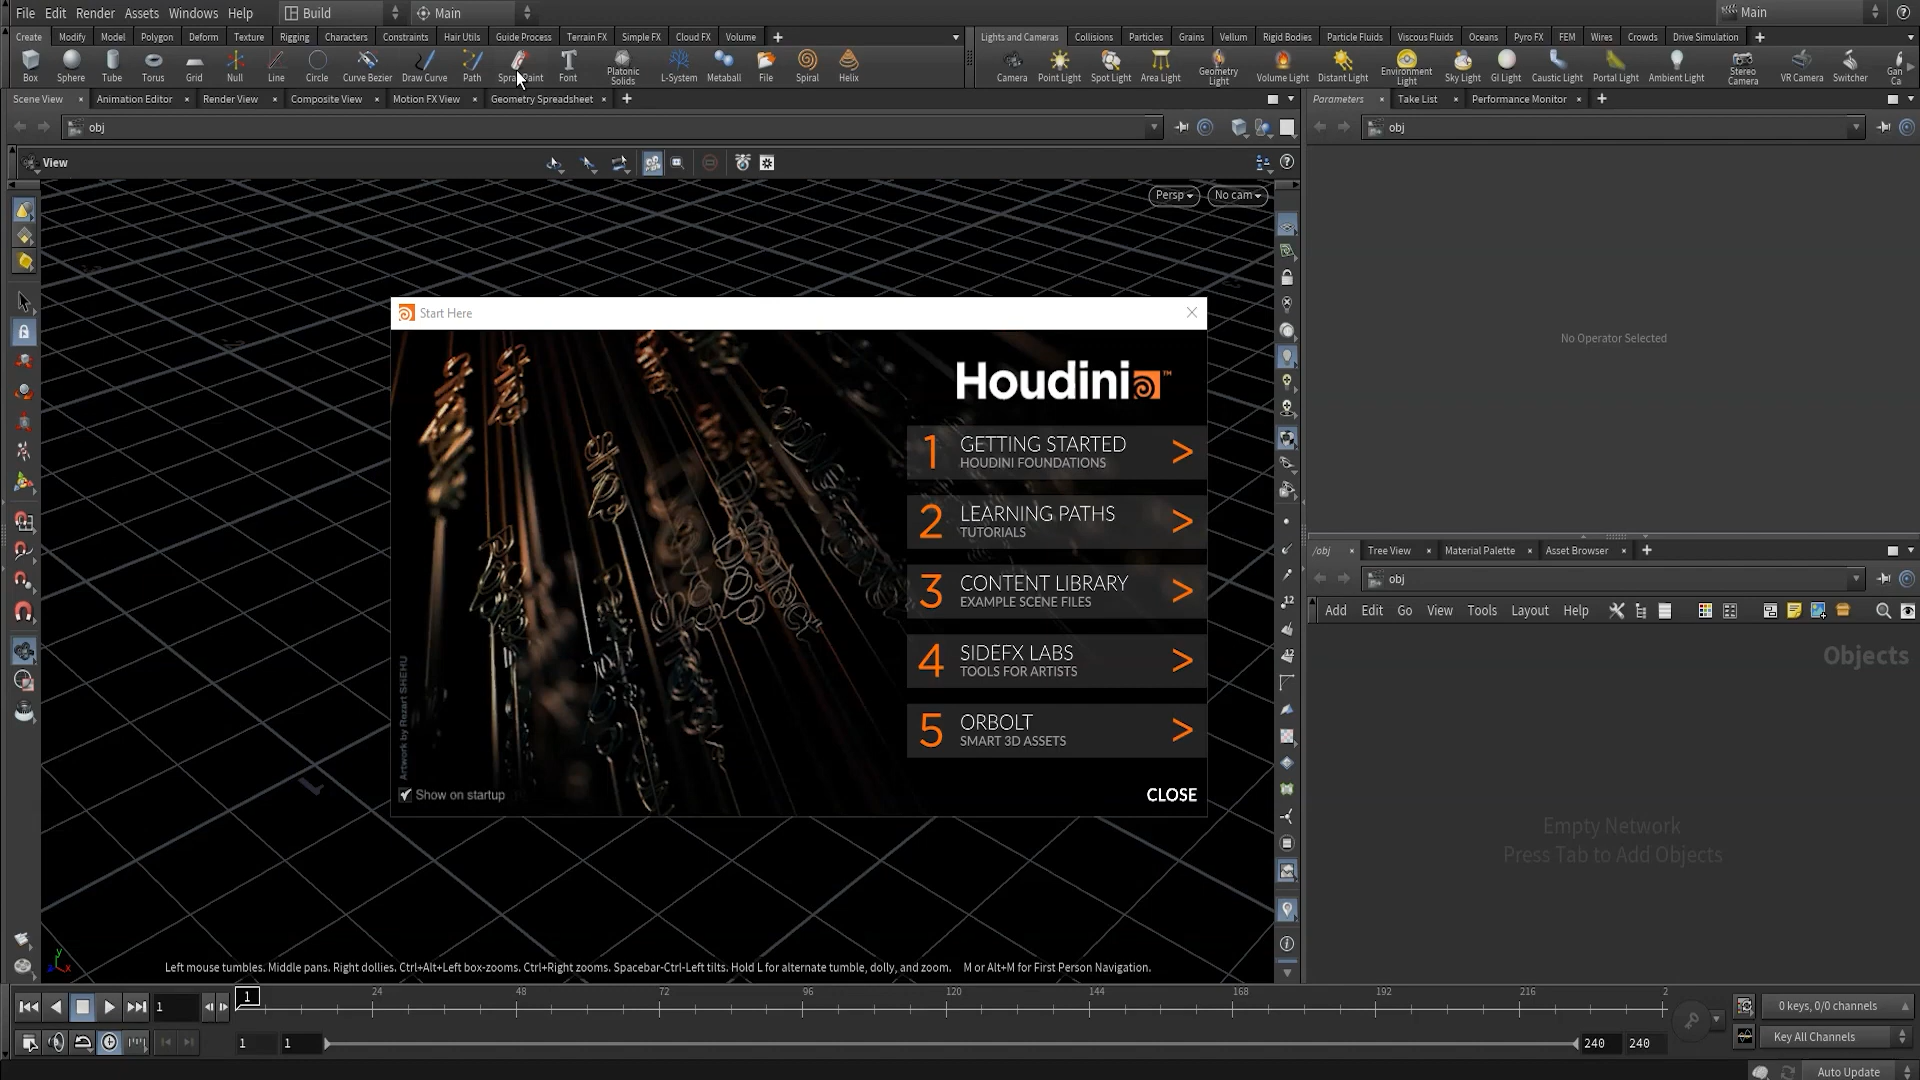 File Edit Render Assets Windows Help Build Main Main
Create Modify Model Polygon Deform Texture Rigging Characters Constraints Hair Utils Guide Process Terrain FX Simple FX Cloud FX Volume
Lights and Cameras Collisions Particles Grains Vellum Rigid Bodies Particle Fluids Viscous Fluids Oceans Pyro FX FEM Wires Crowds Drive Simulation
Box Sphere Tube Torus Grid Null Line Circle Curve Bezier Draw Curve Path Spray Paint Font Platonic Solids L-System Metaball File Spiral Helix
Camera Point Light Spot Light Area Light Geometry Light Volume Light Distant Light Environment Light Sky Light GI Light Caustic Light Portal Light Ambient Light Stereo Camera VR Camera Switcher Gan Ca
Scene View Animation Editor Render View Composite View Motion FX View Geometry Spreadsheet
Parameters Take List Performance Monitor
obj
obj
View
Persp No cam
No Operator Selected
Start Here
Houdini™
1 GETTING STARTED
HOUDINI FOUNDATIONS
2 LEARNING PATHS
TUTORIALS
3 CONTENT LIBRARY
EXAMPLE SCENE FILES
4 SIDEFX LABS
TOOLS FOR ARTISTS
5 ORBOLT
SMART 3D ASSETS
Artwork by Rezart SHEHU
Show on startup
CLOSE
/obj Tree View Material Palette Asset Browser
obj
Add Edit Go View Tools Layout Help
Objects
Empty Network
Press Tab to Add Objects
Left mouse tumbles. Middle pans. Right dollies. Ctrl+Alt+Left box-zooms. Ctrl+Right zooms. Spacebar-Ctrl-Left tilts. Hold L for alternate tumble, dolly, and zoom. M or Alt+M for First Person Navigation.
1 1 24 48 72 96 120 144 168 192 216 2
0 keys, 0/0 channels
1 1 240 240
Key All Channels
Auto Update